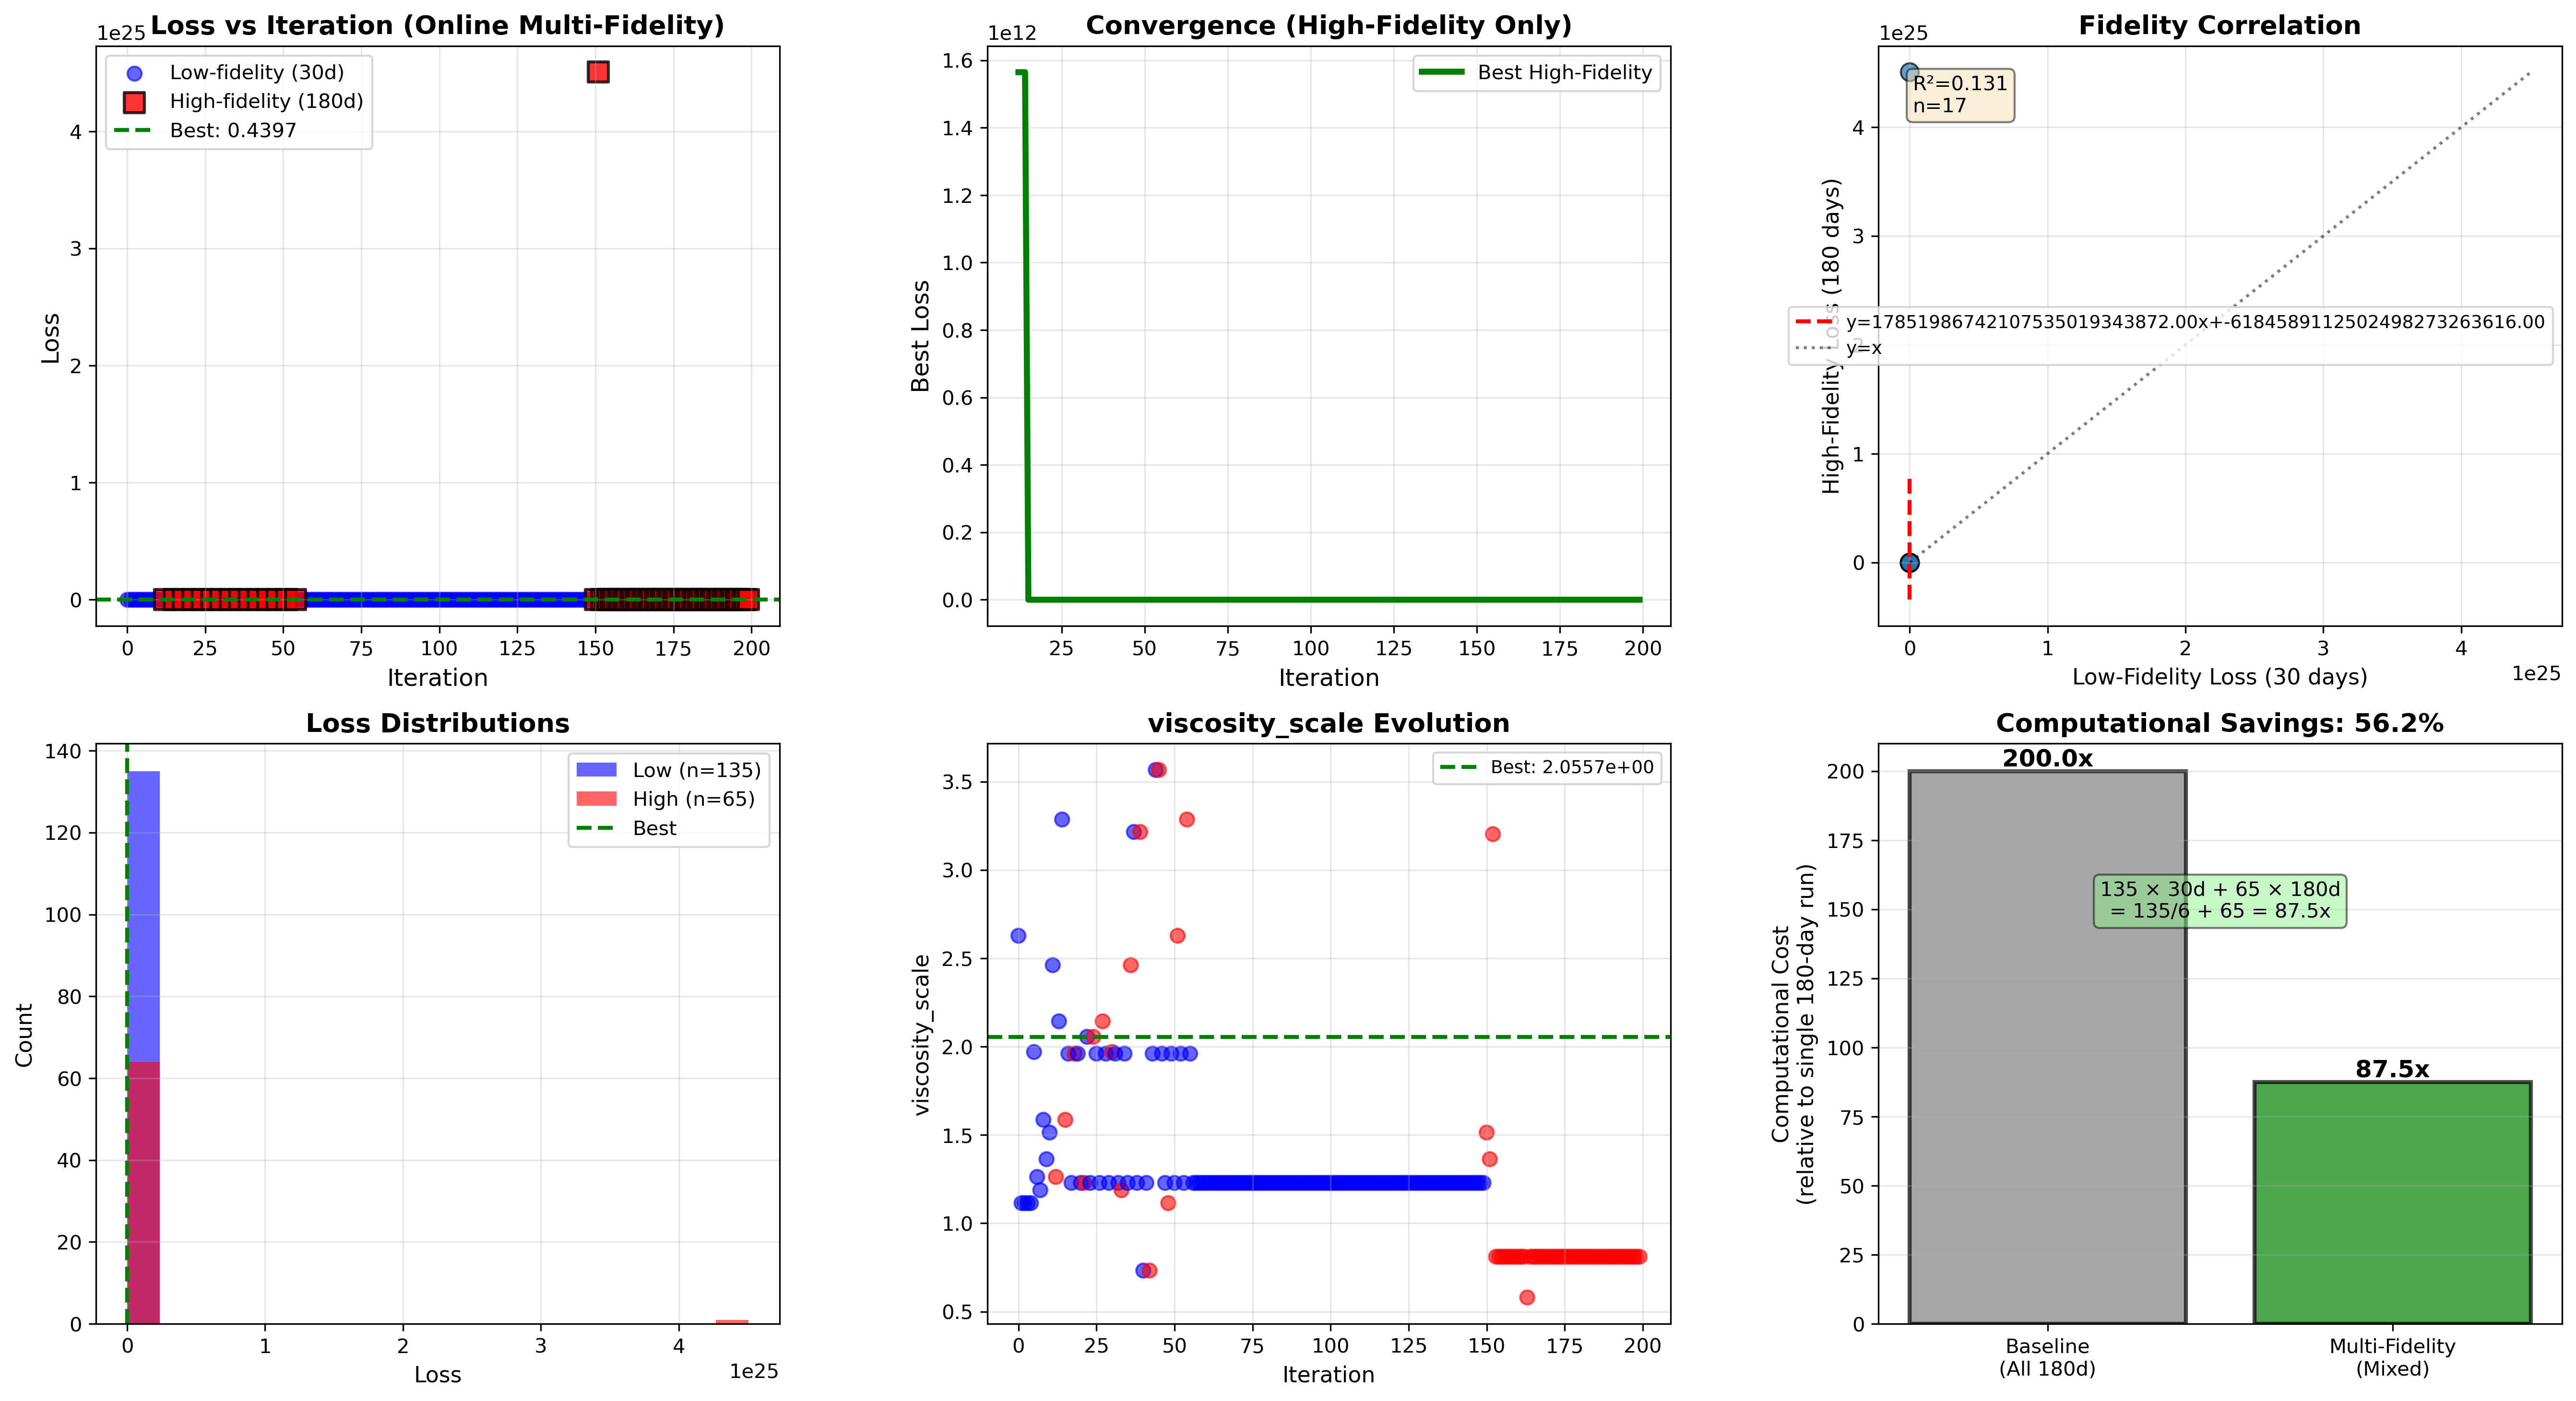 Loss vs Iteration (Online Multi-Fidelity)
1e25
Low-fidelity (30d)
High-fidelity (180d)
Best: 0.4397
4
3
2
1
0
Loss
0 25 50 75 100 125 150 175 200
Iteration
Convergence (High-Fidelity Only)
1e12
Best High-Fidelity
1.6
1.4
1.2
1.0
0.8
0.6
0.4
0.2
0.0
Best Loss
25 50 75 100 125 150 175 200
Iteration
Fidelity Correlation
1e25
R²=0.131
n=17
4
3
2
1
0
High-Fidelity Loss (180 days)
y=17851986742107535019343872.00x+-6184589112502498273263616.00
y=x
0 1 2 3 4
1e25
Low-Fidelity Loss (30 days)
Loss Distributions
Low (n=135)
High (n=65)
Best
140
120
100
80
60
40
20
0
Count
0 1 2 3 4
1e25
Loss
viscosity_scale Evolution
Best: 2.0557e+00
3.5
3.0
2.5
2.0
1.5
1.0
0.5
viscosity_scale
0 25 50 75 100 125 150 175 200
Iteration
Computational Savings: 56.2%
200.0x
135 × 30d + 65 × 180d
= 135/6 + 65 = 87.5x
87.5x
200
175
150
125
100
75
50
25
0
Computational Cost
(relative to single 180-day run)
Baseline
(All 180d)
Multi-Fidelity
(Mixed)